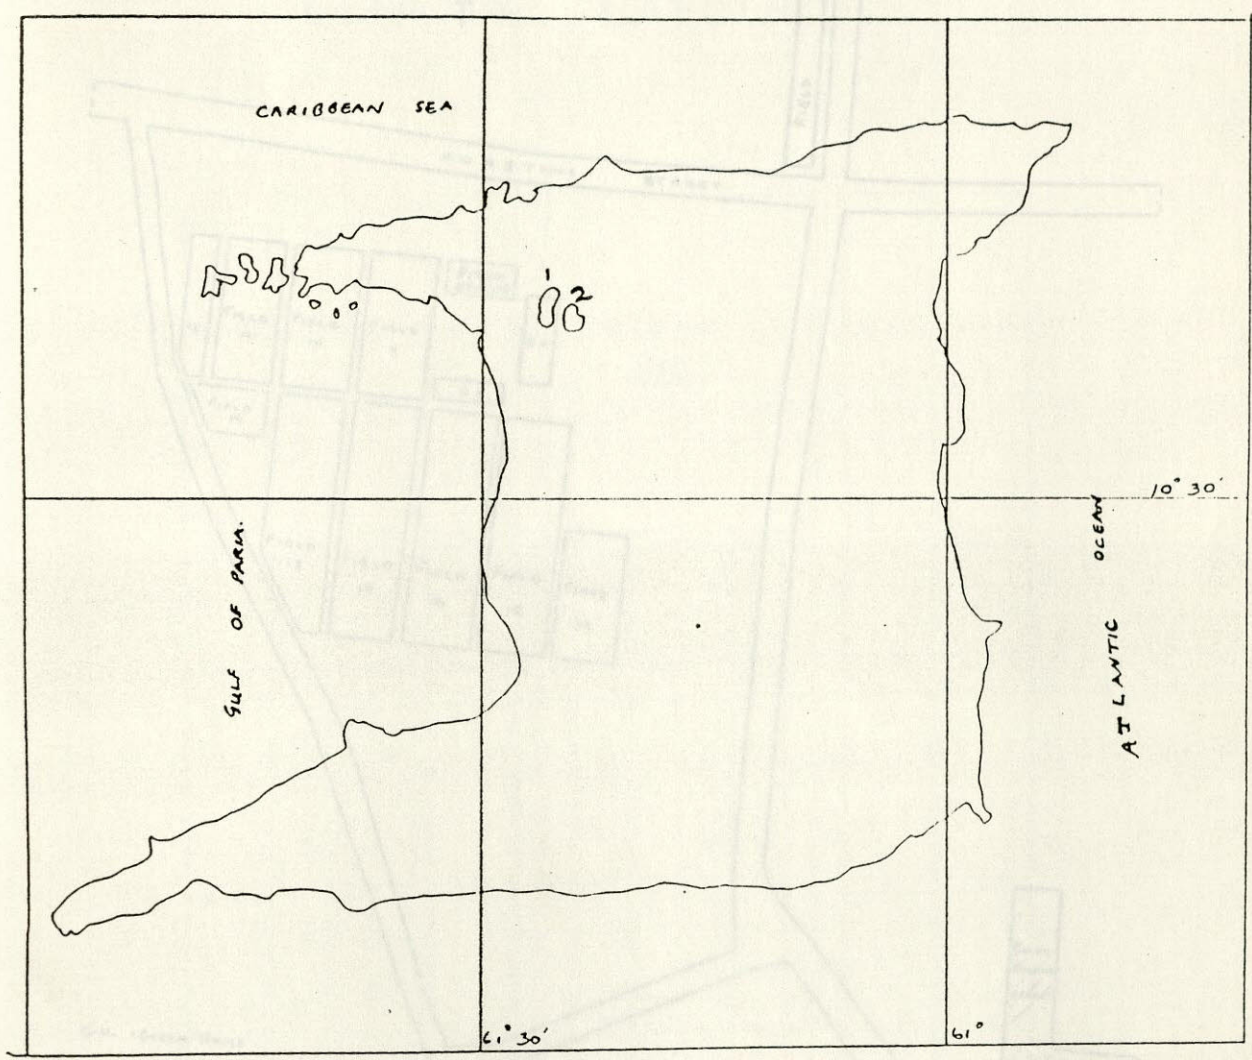 CARIBBEAN SEA
1
2
10° 30'
GULF OF PARIA.
ATLANTIC OCEAN
61° 30'
61°